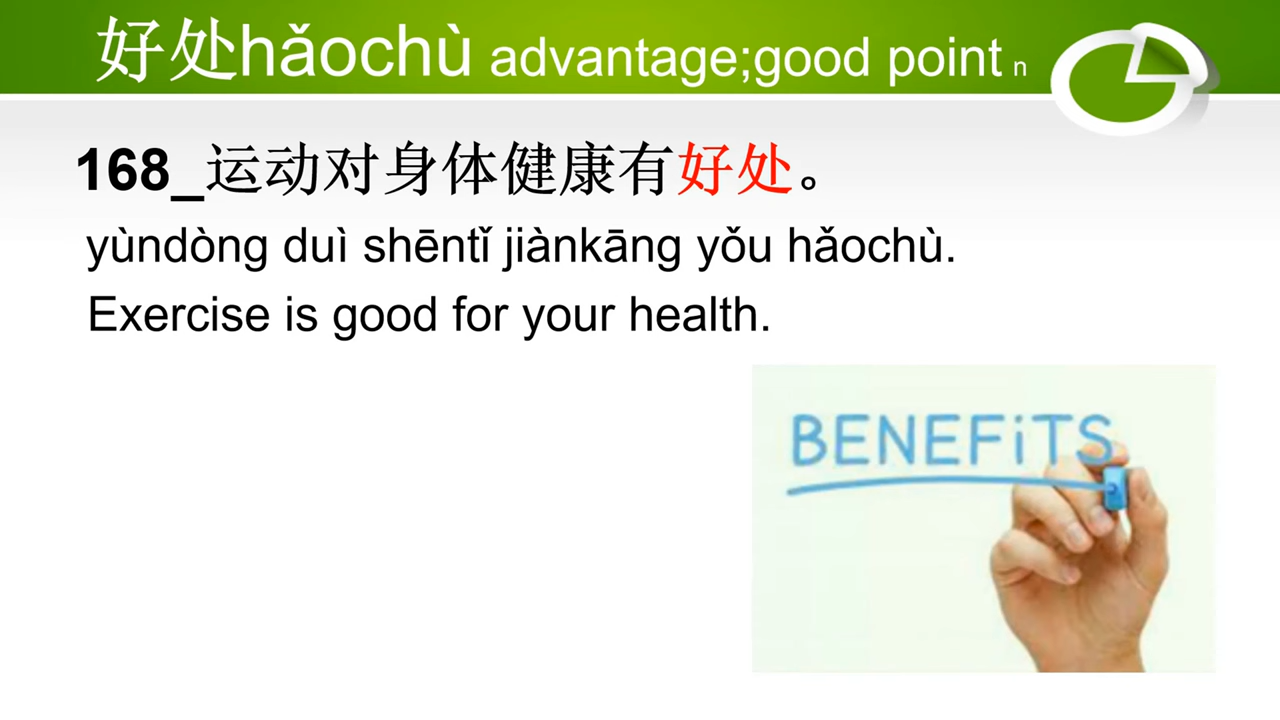 好处hǎochù advantage;good point n
168_运动对身体健康有好处。
yùndòng duì shēntǐ jiànkāng yǒu hǎochù.
Exercise is good for your health.
BENEFiTS